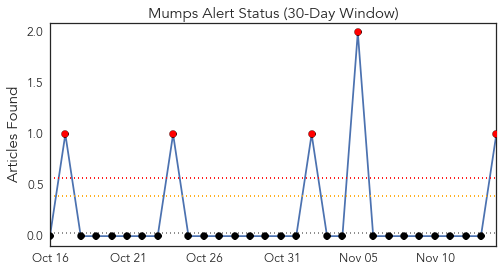 Mumps Alert Status (30-Day Window)
Articles Found
2.0
1.5
1.0
0.5
0.0
Oct 16 Oct 21 Oct 26 Oct 31 Nov 05 Nov 10